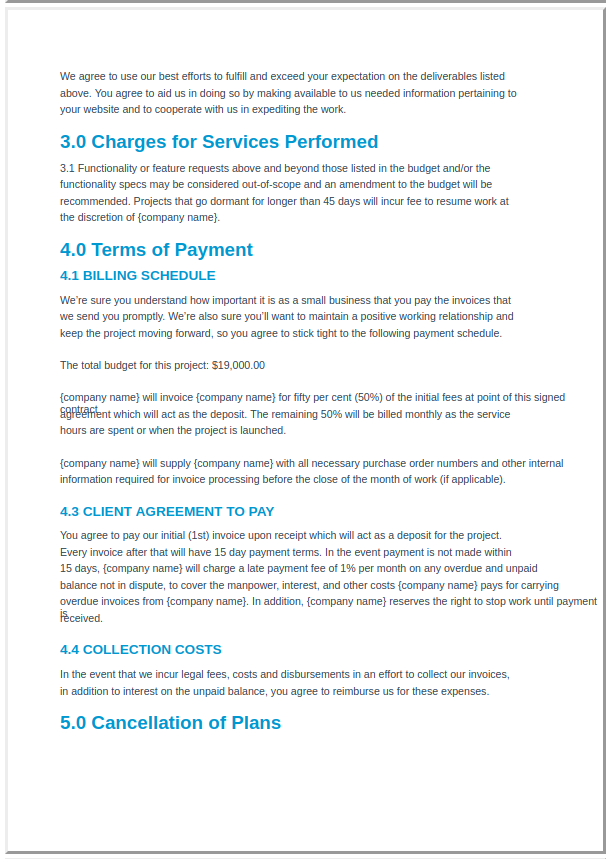 We agree to use our best efforts to fulfill and exceed your expectation on the deliverables listed
above. You agree to aid us in doing so by making available to us needed information pertaining to
your website and to cooperate with us in expediting the work.
3.0 Charges for Services Performed
3.1 Functionality or feature requests above and beyond those listed in the budget and/or the
functionality specs may be considered out-of-scope and an amendment to the budget will be
recommended. Projects that go dormant for longer than 45 days will incur fee to resume work at
the discretion of {company name}.
4.0 Terms of Payment
4.1 BILLING SCHEDULE
We’re sure you understand how important it is as a small business that you pay the invoices that
we send you promptly. We’re also sure you’ll want to maintain a positive working relationship and
keep the project moving forward, so you agree to stick tight to the following payment schedule.
The total budget for this project: $19,000.00
{company name} will invoice {company name} for fifty per cent (50%) of the initial fees at point of this signed
contract
agreement which will act as the deposit. The remaining 50% will be billed monthly as the service
hours are spent or when the project is launched.
{company name} will supply {company name} with all necessary purchase order numbers and other internal
information required for invoice processing before the close of the month of work (if applicable).
4.3 CLIENT AGREEMENT TO PAY
You agree to pay our initial (1st) invoice upon receipt which will act as a deposit for the project.
Every invoice after that will have 15 day payment terms. In the event payment is not made within
15 days, {company name} will charge a late payment fee of 1% per month on any overdue and unpaid
balance not in dispute, to cover the manpower, interest, and other costs {company name} pays for carrying
overdue invoices from {company name}. In addition, {company name} reserves the right to stop work until payment
is
received.
4.4 COLLECTION COSTS
In the event that we incur legal fees, costs and disbursements in an effort to collect our invoices,
in addition to interest on the unpaid balance, you agree to reimburse us for these expenses.
5.0 Cancellation of Plans